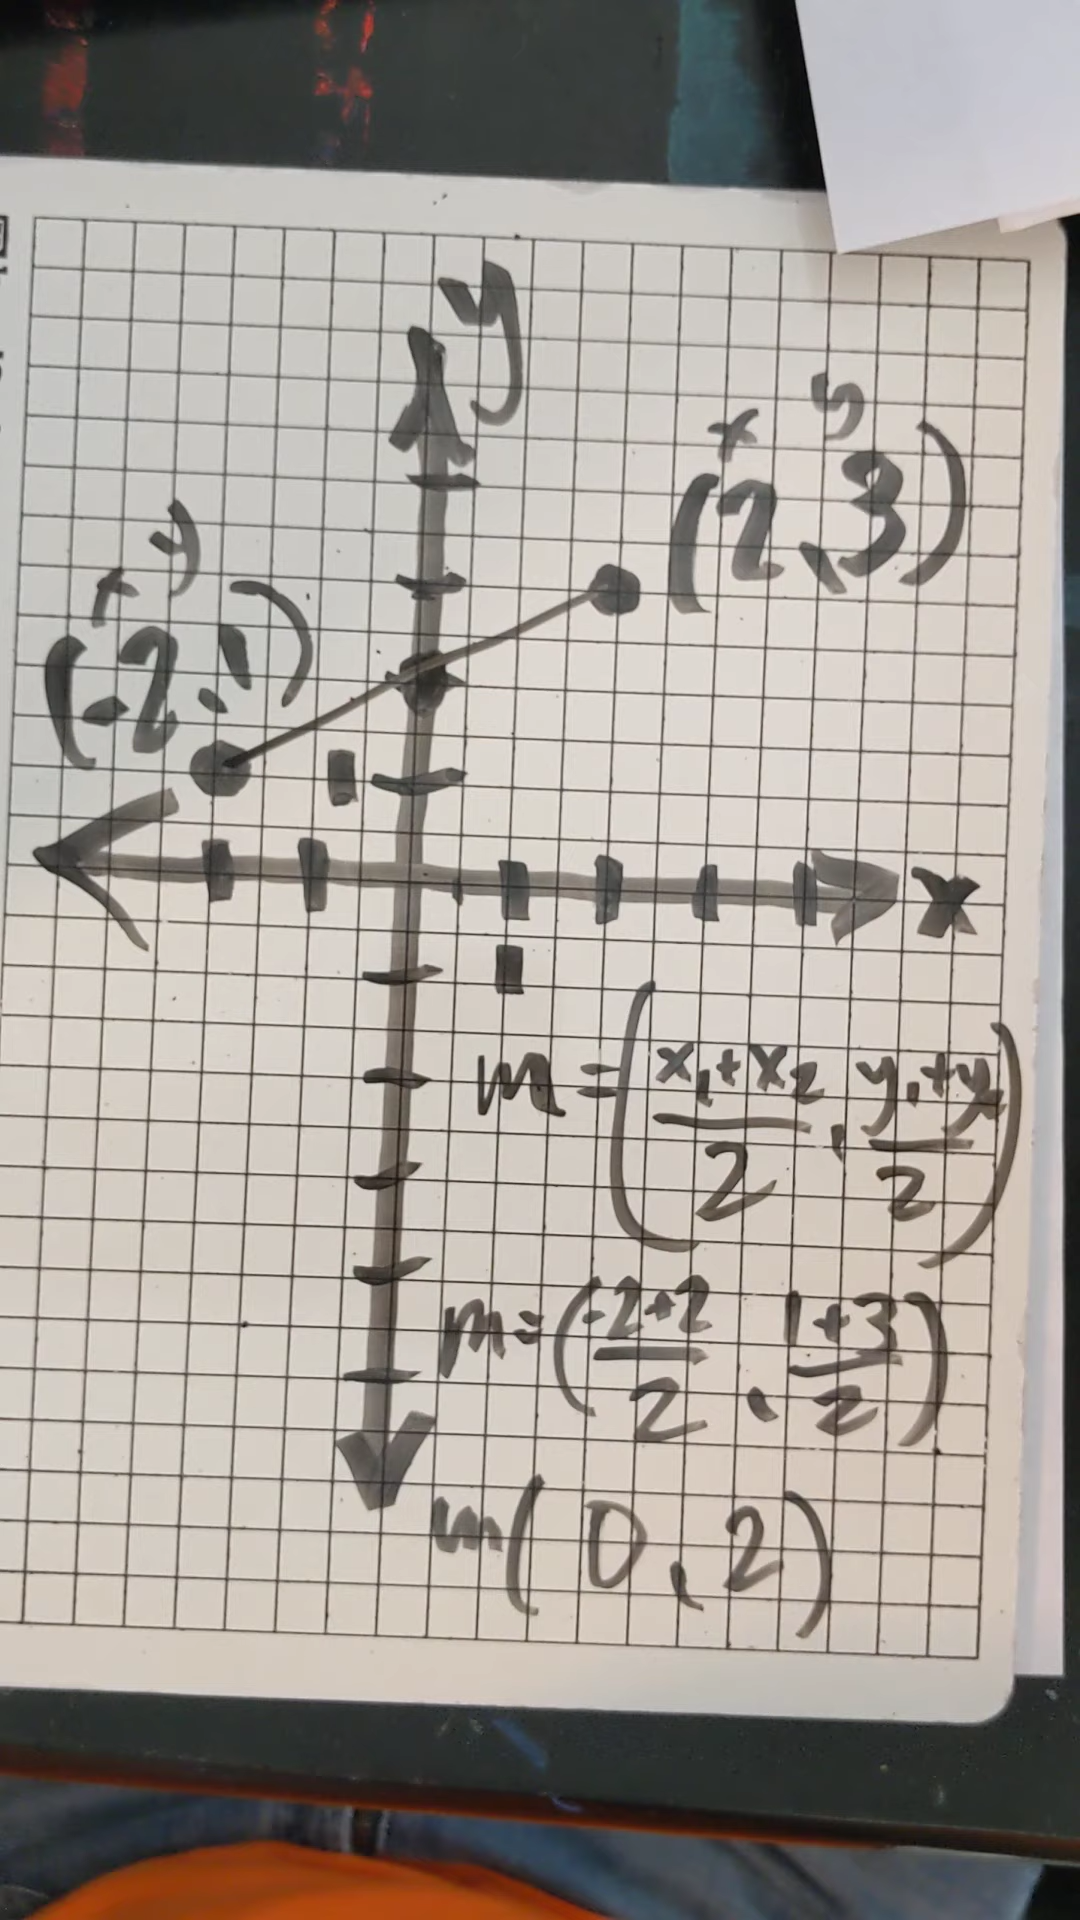 y
x y
(2,3)
x y
(-2,1)
x
m=(x₁+x₂/2, y₁+y₂/2)
m=(-2+2/2, 1+3/2)
m(0,2)